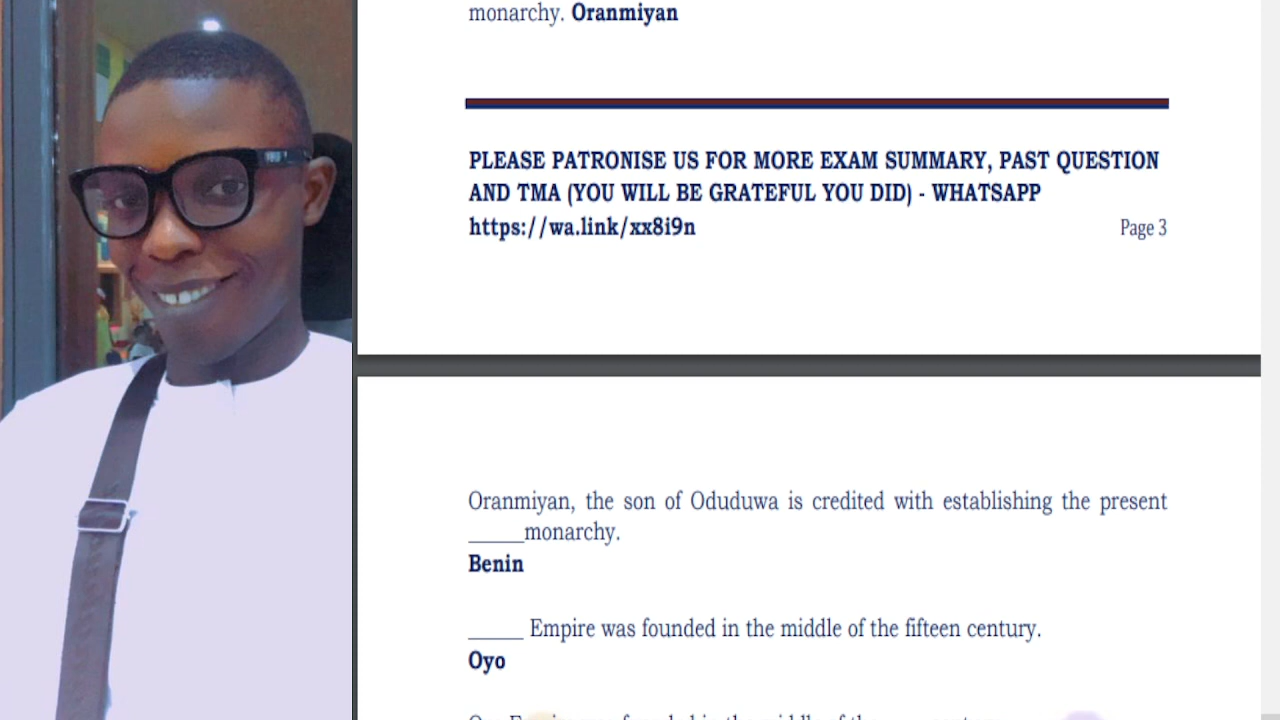 monarchy. Oranmiyan
PLEASE PATRONISE US FOR MORE EXAM SUMMARY, PAST QUESTION
AND TMA (YOU WILL BE GRATEFUL YOU DID) - WHATSAPP
https://wa.link/xx8i9n
Page 3
Oranmiyan, the son of Oduduwa is credited with establishing the present
_____monarchy.
Benin
_____ Empire was founded in the middle of the fifteen century.
Oyo